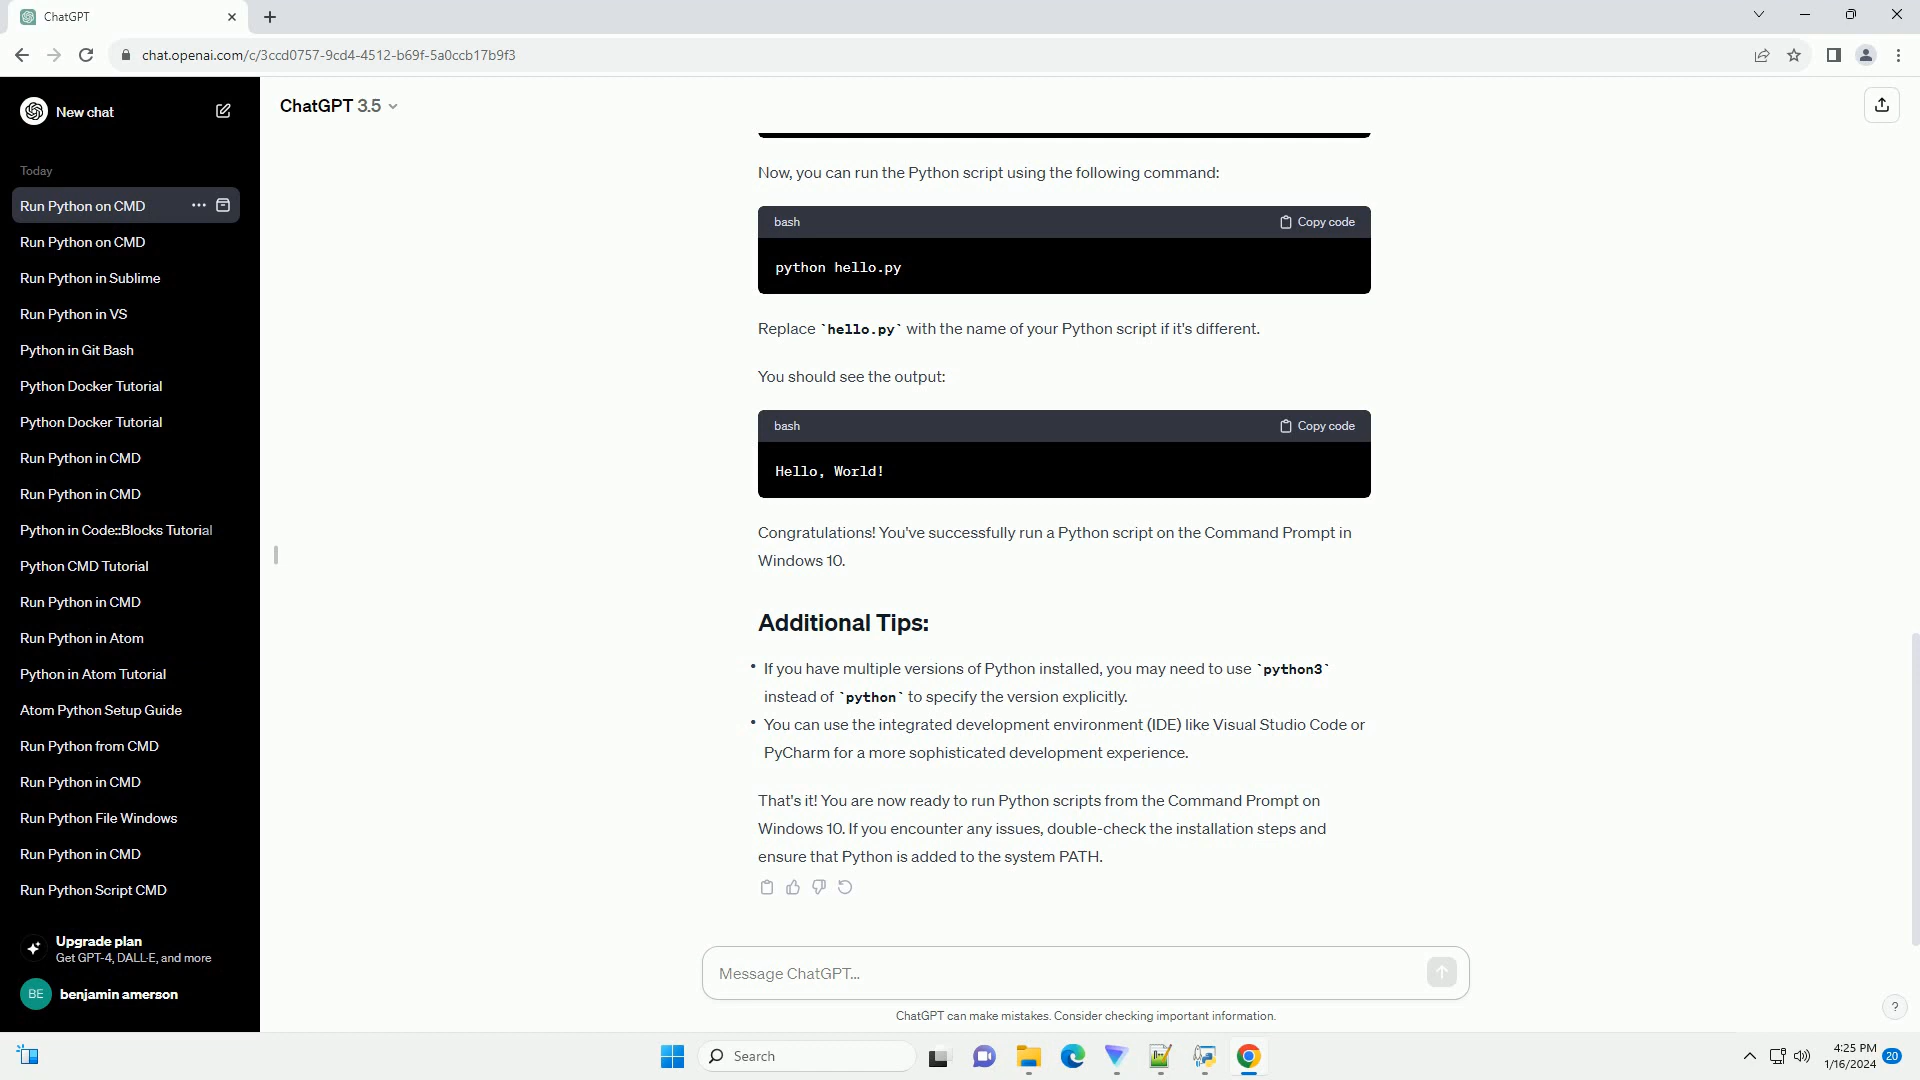 ChatGPT
chat.openai.com/c/3ccd0757-9cd4-4512-b69f-5a0ccb17b9f3
New chat
Today
Run Python on CMD
Run Python on CMD
Run Python in Sublime
Run Python in VS
Python in Git Bash
Python Docker Tutorial
Python Docker Tutorial
Run Python in CMD
Run Python in CMD
Python in Code::Blocks Tutorial
Python CMD Tutorial
Run Python in CMD
Run Python in Atom
Python in Atom Tutorial
Atom Python Setup Guide
Run Python from CMD
Run Python in CMD
Run Python File Windows
Run Python in CMD
Run Python Script CMD
Upgrade plan
Get GPT-4, DALL·E, and more
BE benjamin amerson
ChatGPT 3.5
Now, you can run the Python script using the following command:
bash Copy code
python hello.py
Replace `hello.py` with the name of your Python script if it's different.
You should see the output:
bash Copy code
Hello, World!
Congratulations! You've successfully run a Python script on the Command Prompt in
Windows 10.
Additional Tips:
• If you have multiple versions of Python installed, you may need to use `python3`
instead of `python` to specify the version explicitly.
• You can use the integrated development environment (IDE) like Visual Studio Code or
PyCharm for a more sophisticated development experience.
That's it! You are now ready to run Python scripts from the Command Prompt on
Windows 10. If you encounter any issues, double-check the installation steps and
ensure that Python is added to the system PATH.
Message ChatGPT...
ChatGPT can make mistakes. Consider checking important information.
?
Search
4:25 PM
1/16/2024
20